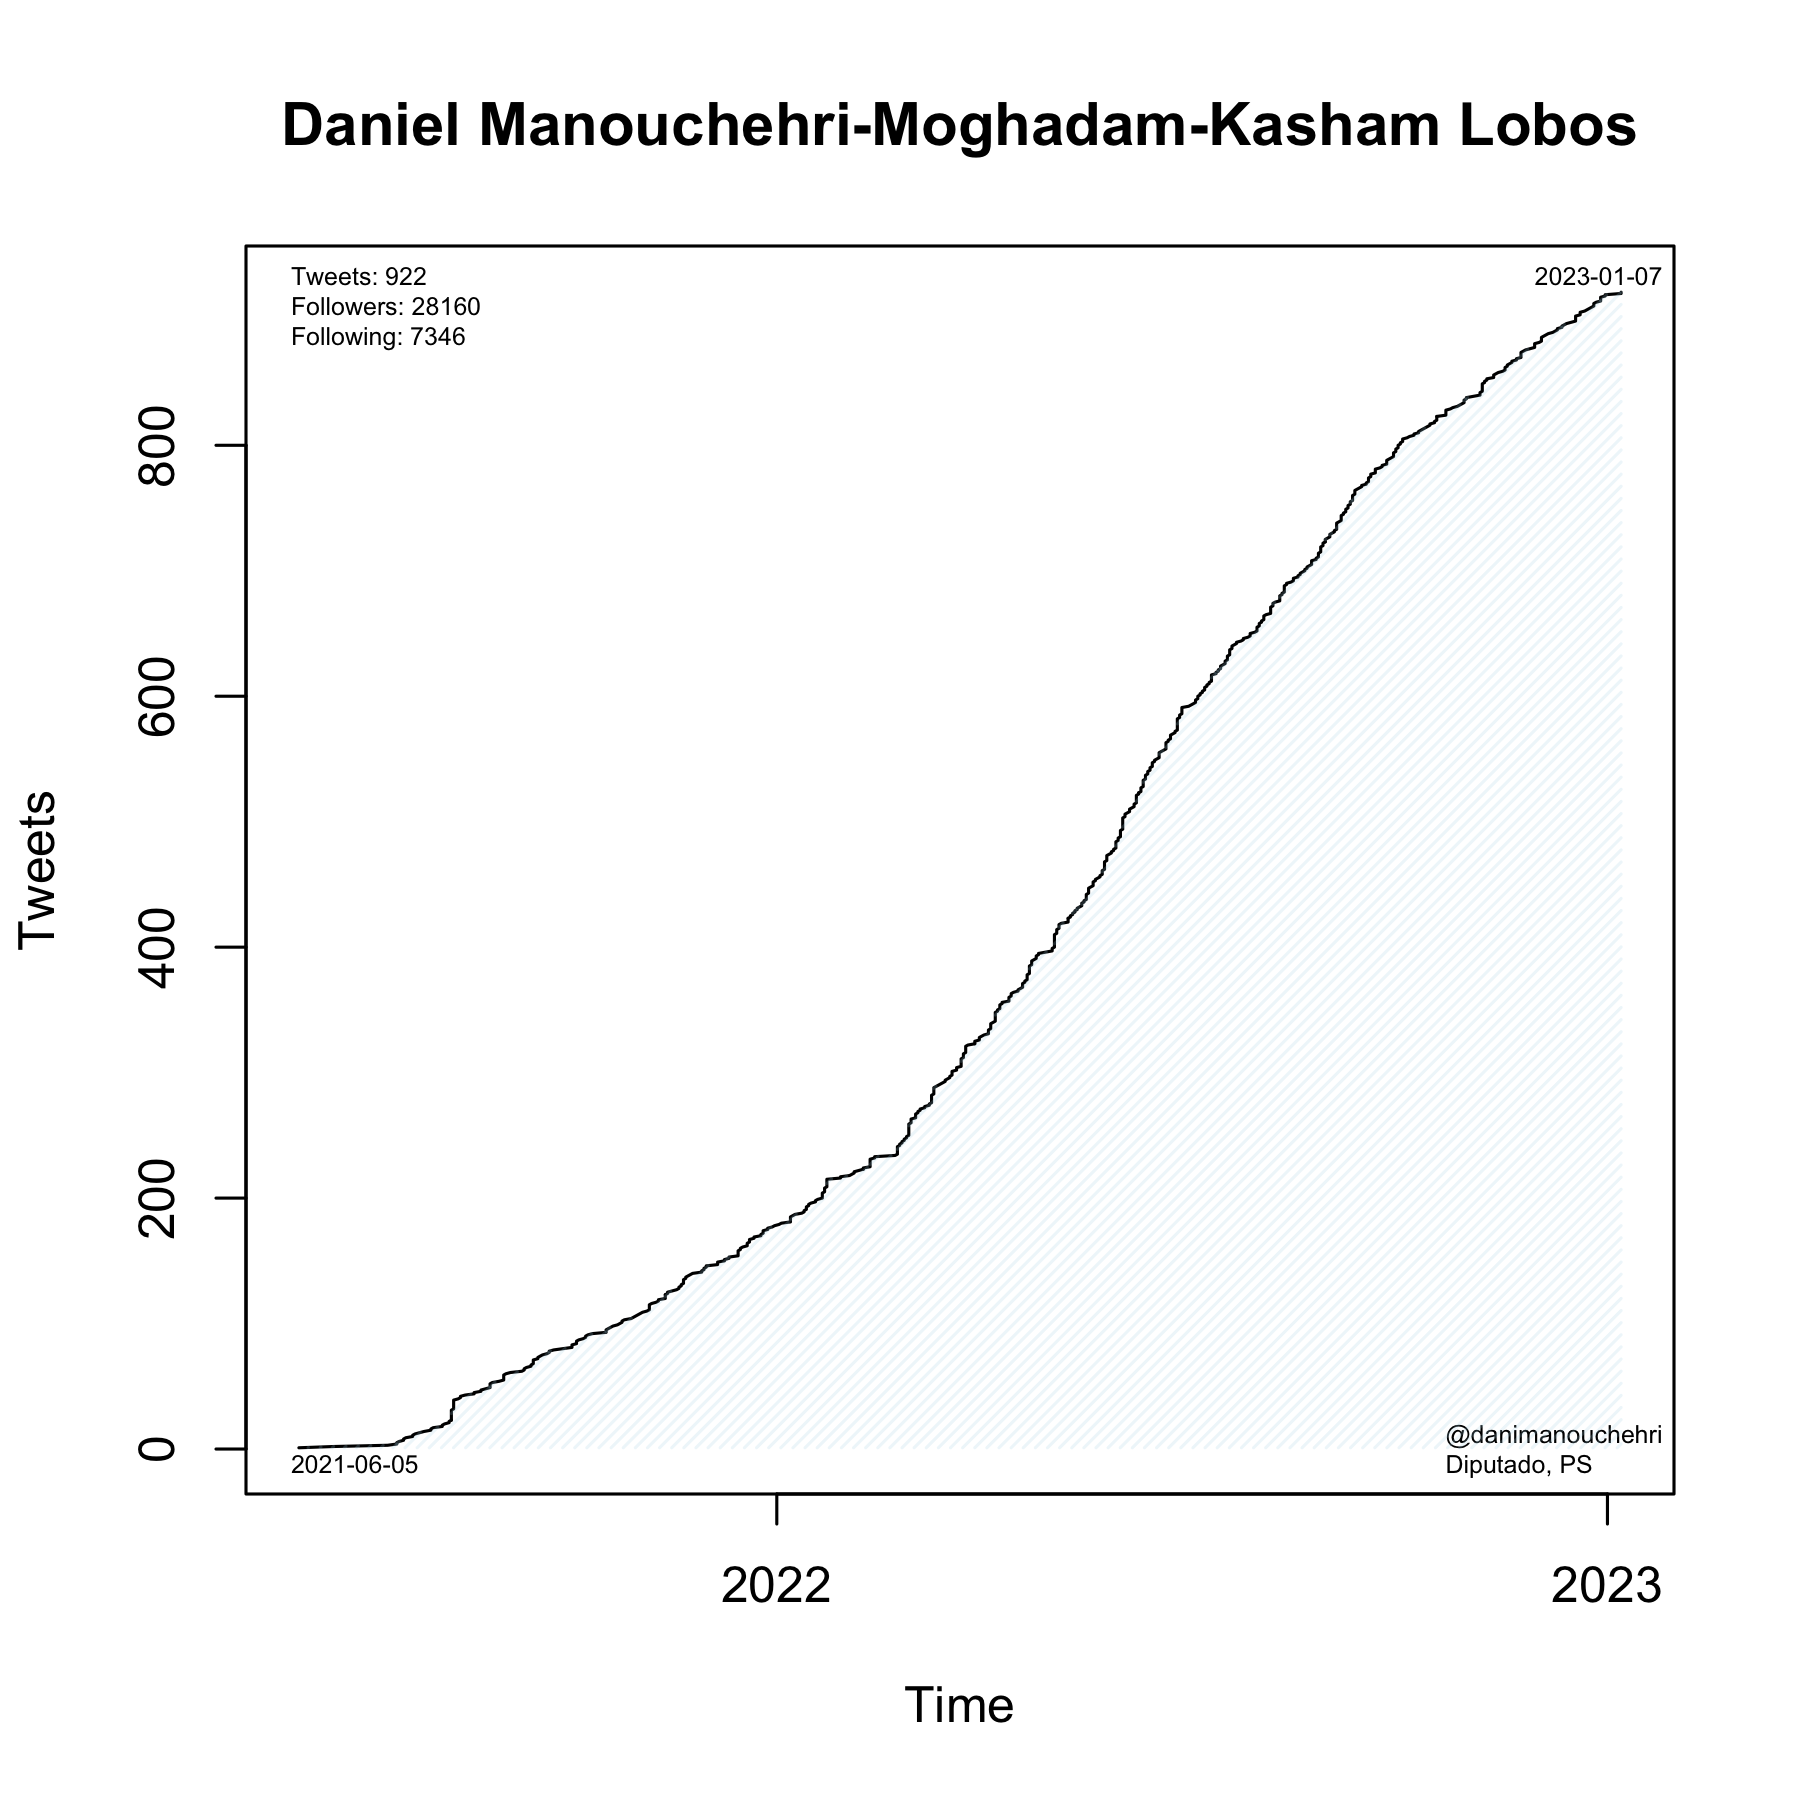 Daniel Manouchehri-Moghadam-Kasham Lobos
Tweets: 922
Followers: 28160
Following: 7346
2023-01-07
800
600
400
200
0
Tweets
2021-06-05
@danimanouchehri
Diputado, PS
2022
2023
Time